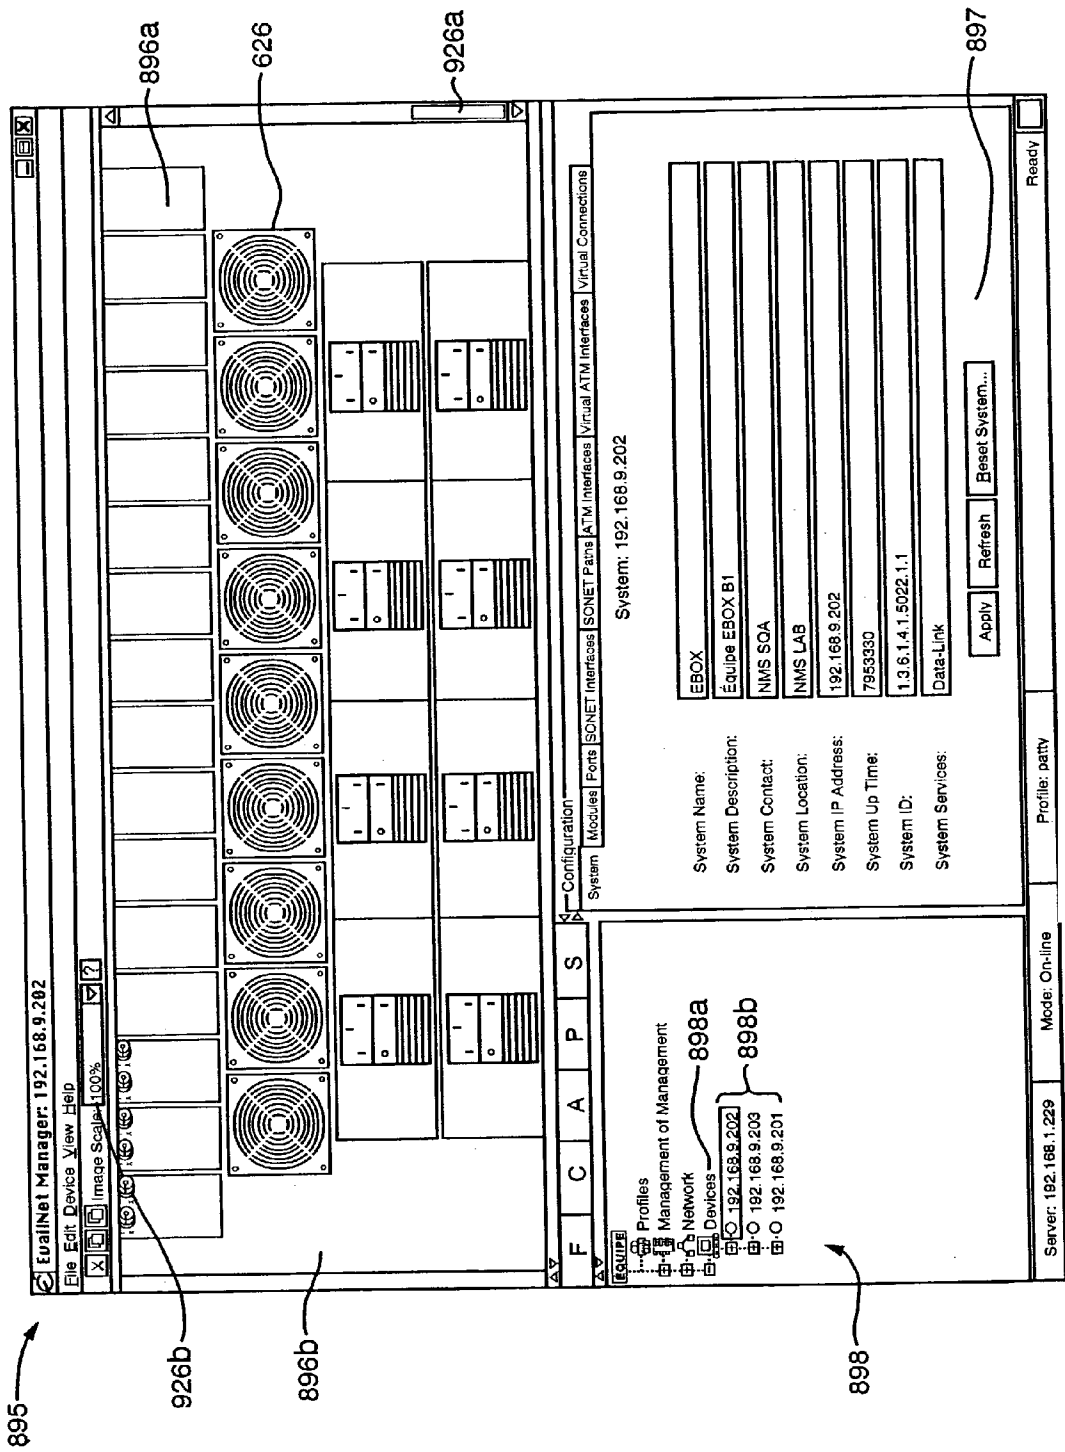 895
EualNet Manager: 192.168.9.202
File Edit Device View Help
Image Scale: 100%
?
926b
896b
896a
626
926a
F C A P S
EQUIPE
Profiles
Management of Management
Network
Devices
192.168.9.202
192.168.9.203
192.168.9.201
898a
898b
898
Configuration
System Modules Ports SONET Interfaces SONET Paths ATM Interfaces Virtual ATM Interfaces Virtual Connections
System: 192.168.9.202
System Name: EBOX
System Description: Equipe EBOX B1
System Contact: NMS SQA
System Location: NMS LAB
System IP Address: 192.168.9.202
System Up Time: 7953330
System ID: 1.3.6.1.4.1.5022.1.1
System Services: Data-Link
Apply Refresh Reset System...
897
Server: 192.168.1.229 Mode: On-line Profile: patty Ready